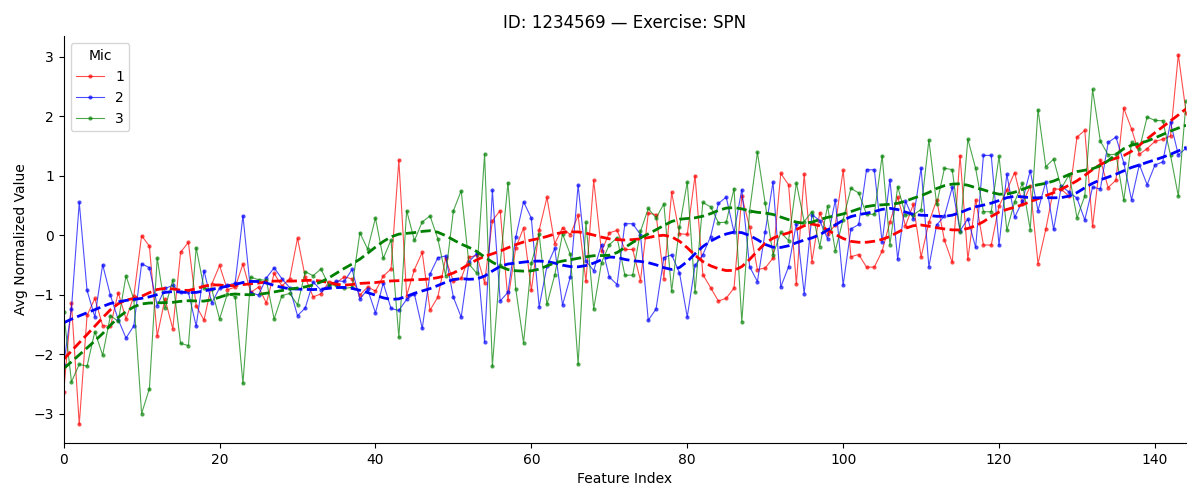 ID: 1234569 — Exercise: SPN
Mic
1
2
3
3
2
1
0
−1
−2
−3
Avg Normalized Value
0 20 40 60 80 100 120 140
Feature Index